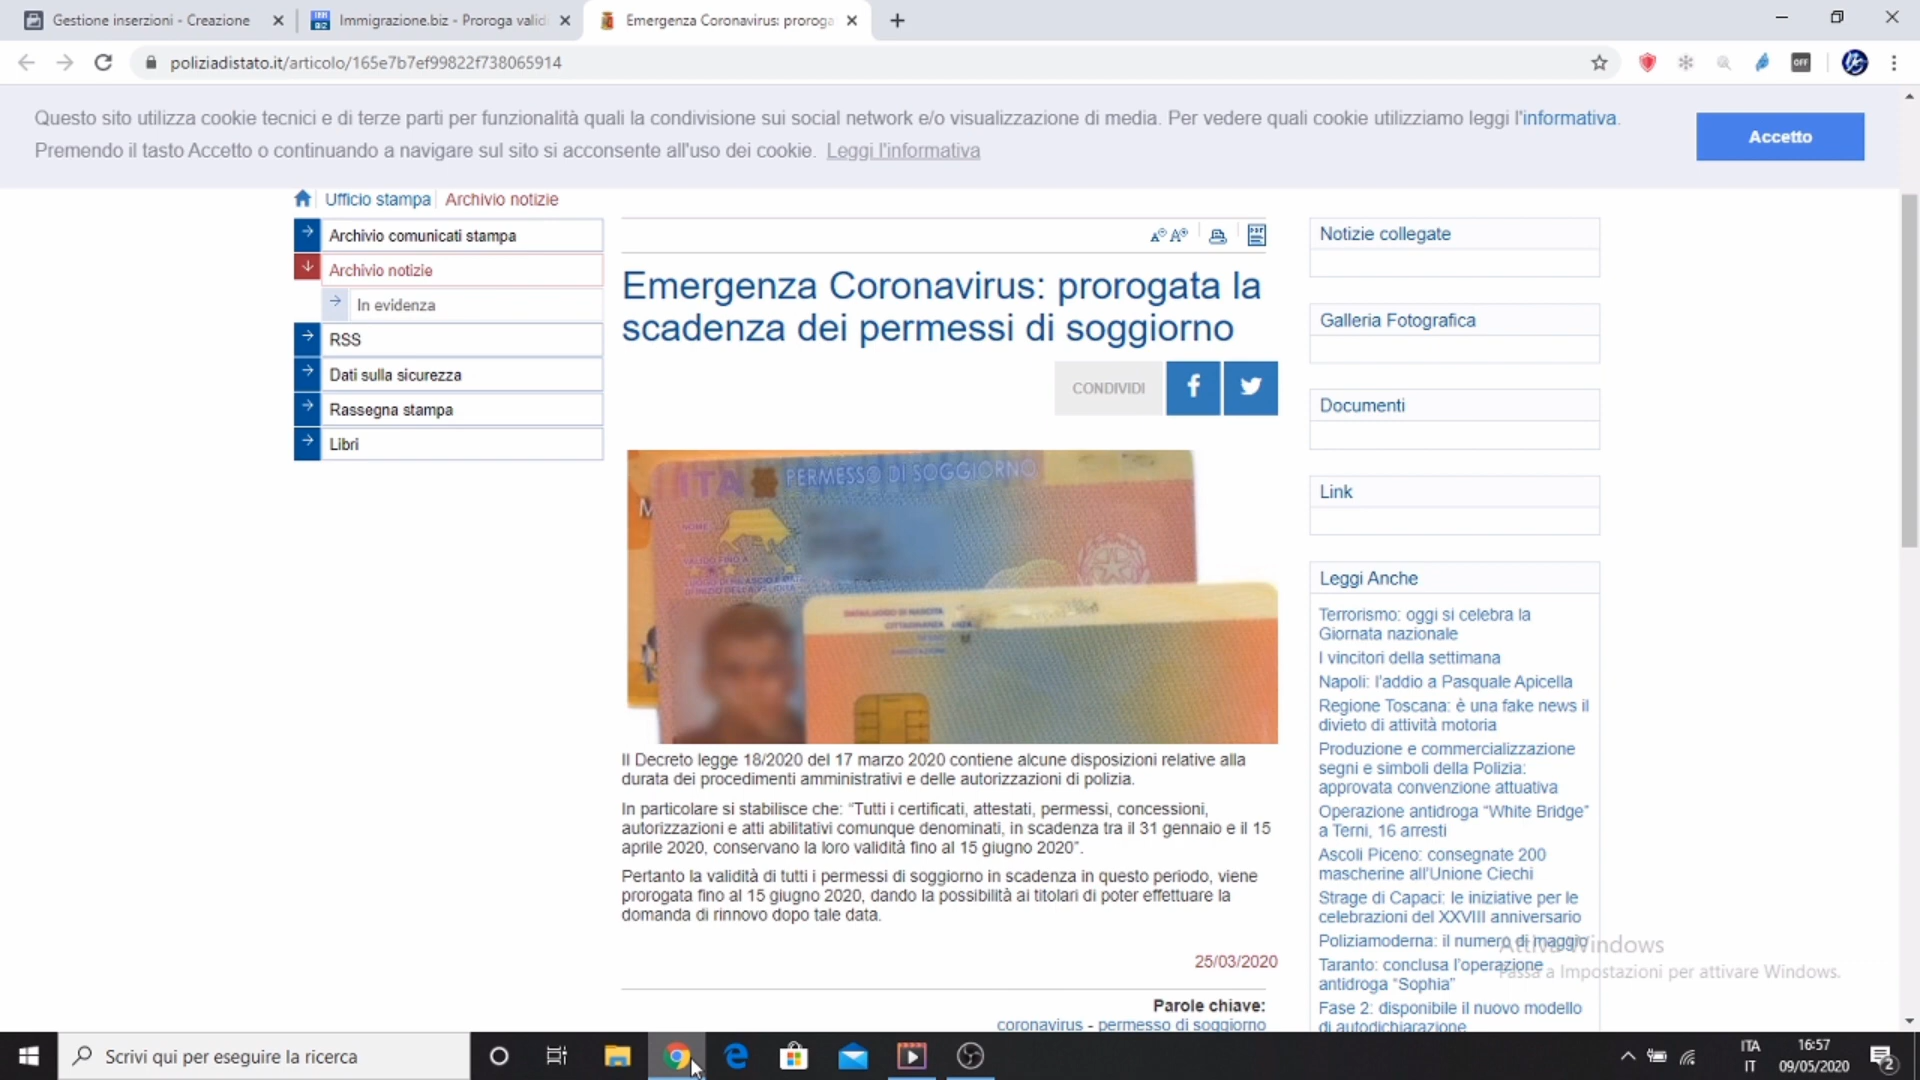 Gestione inserzioni - Creazione
Immigrazione.biz - Proroga valid
Emergenza Coronavirus: proroga
poliziadistato.it/articolo/165e7b7ef99822f738065914
OFF
Questo sito utilizza cookie tecnici e di terze parti per funzionalità quali la condivisione sui social network e/o visualizzazione di media. Per vedere quali cookie utilizziamo leggi l'informativa.
Premendo il tasto Accetto o continuando a navigare sul sito si acconsente all'uso dei cookie. Leggi l'informativa
Accetto
Ufficio stampa
Archivio notizie
Archivio comunicati stampa
Archivio notizie
In evidenza
RSS
Dati sulla sicurezza
Rassegna stampa
Libri
Emergenza Coronavirus: prorogata la
scadenza dei permessi di soggiorno
CONDIVIDI
ITA PERMESSO DI SOGGIORNO
Il Decreto legge 18/2020 del 17 marzo 2020 contiene alcune disposizioni relative alla
durata dei procedimenti amministrativi e delle autorizzazioni di polizia.
In particolare si stabilisce che: “Tutti i certificati, attestati, permessi, concessioni,
autorizzazioni e atti abilitativi comunque denominati, in scadenza tra il 31 gennaio e il 15
aprile 2020, conservano la loro validità fino al 15 giugno 2020”.
Pertanto la validità di tutti i permessi di soggiorno in scadenza in questo periodo, viene
prorogata fino al 15 giugno 2020, dando la possibilità ai titolari di poter effettuare la
domanda di rinnovo dopo tale data.
25/03/2020
Parole chiave:
coronavirus - permesso di soggiorno
Notizie collegate
Galleria Fotografica
Documenti
Link
Leggi Anche
Terrorismo: oggi si celebra la
Giornata nazionale
I vincitori della settimana
Napoli: l'addio a Pasquale Apicella
Regione Toscana: è una fake news il
divieto di attività motoria
Produzione e commercializzazione
segni e simboli della Polizia:
approvata convenzione attuativa
Operazione antidroga “White Bridge”
a Terni, 16 arresti
Ascoli Piceno: consegnate 200
mascherine all'Unione Ciechi
Strage di Capaci: le iniziative per le
celebrazioni del XXVIII anniversario
Poliziamoderna: il numero di maggio
Taranto: conclusa l'operazione
antidroga “Sophia”
Fase 2: disponibile il nuovo modello
di autodichiarazione
Attiva Windows
Passa a Impostazioni per attivare Windows.
Scrivi qui per eseguire la ricerca
ITA
IT
16:57
09/05/2020
2